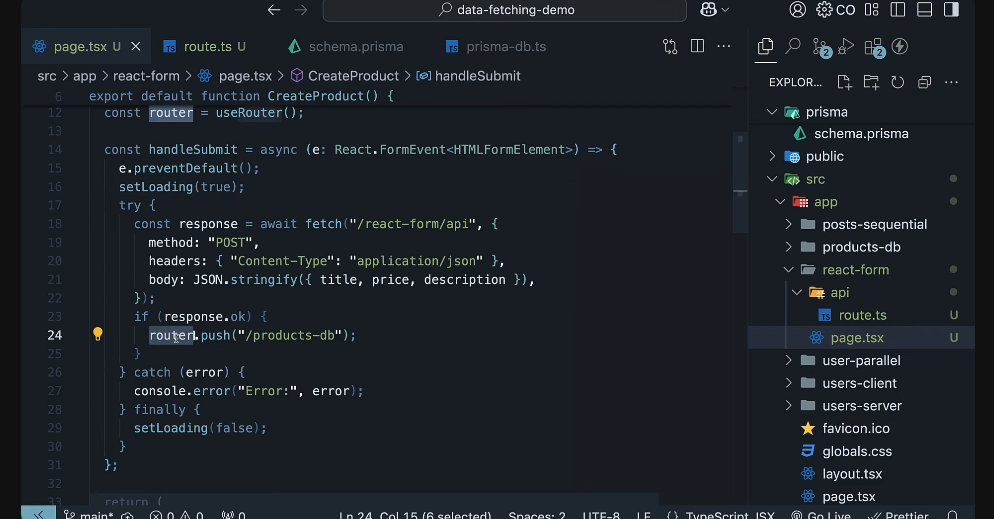 data-fetching-demo
CO
page.tsx U
route.ts U
schema.prisma
prisma-db.ts
2
2
src > app > react-form > page.tsx > CreateProduct > handleSubmit
EXPLOR...
6 export default function CreateProduct() {
12 const router = useRouter();
13
14 const handleSubmit = async (e: React.FormEvent<HTMLFormElement>) => {
15 e.preventDefault();
16 setLoading(true);
17 try {
18 const response = await fetch("/react-form/api", {
19 method: "POST",
20 headers: { "Content-Type": "application/json" },
21 body: JSON.stringify({ title, price, description }),
22 });
23 if (response.ok) {
24 router.push("/products-db");
25 }
26 } catch (error) {
27 console.error("Error:", error);
28 } finally {
29 setLoading(false);
30 }
31 };
32
33 return (
prisma
schema.prisma
public
src
app
posts-sequential
products-db
react-form
api
route.ts U
page.tsx U
user-parallel
users-client
users-server
favicon.ico
globals.css
layout.tsx
page.tsx
main* 0 0 0 Ln 24, Col 15 (6 selected) Spaces: 2 UTF-8 LF {} TypeScript JSX Go Live Prettier